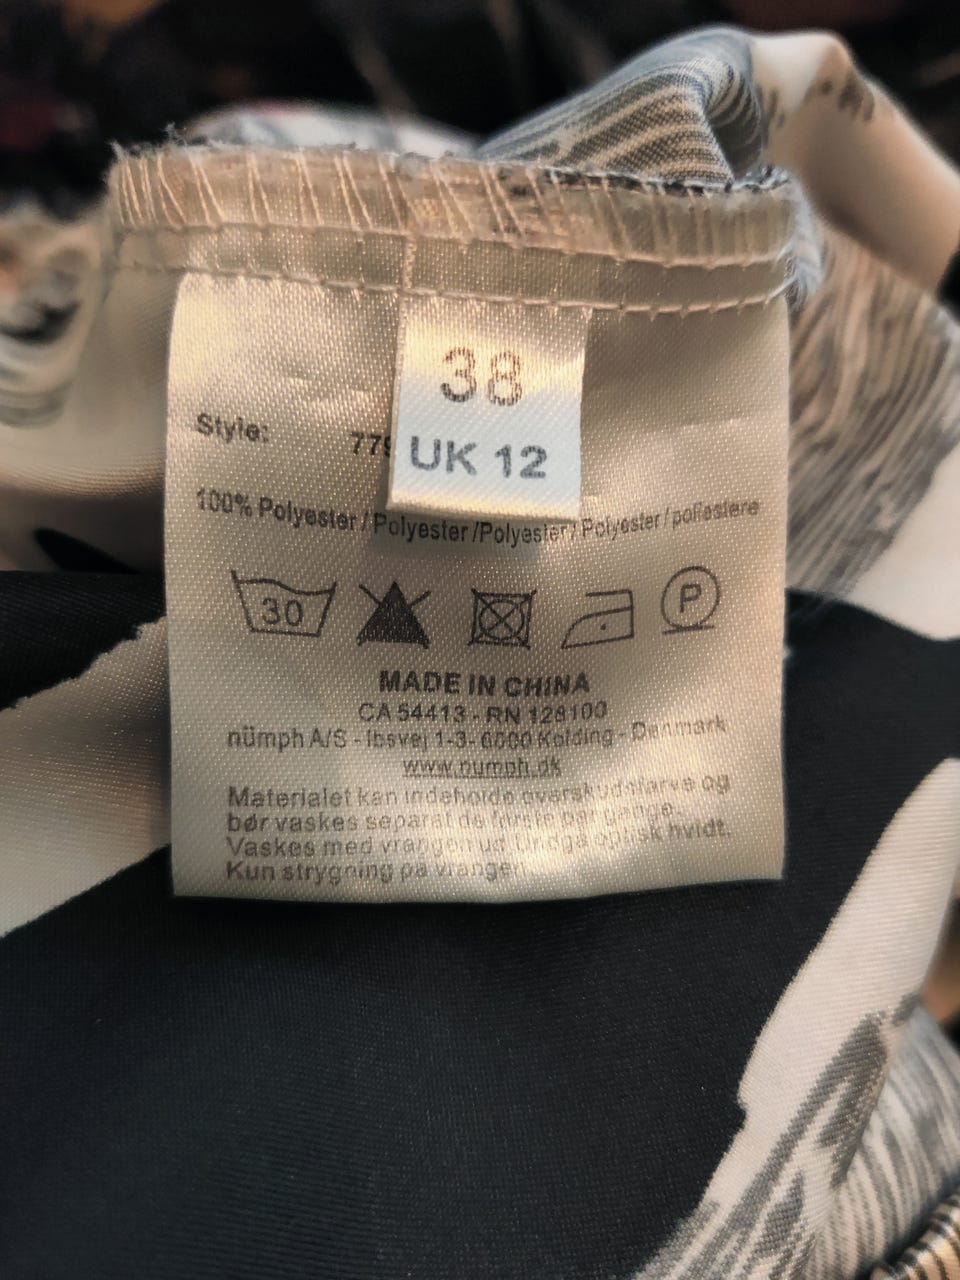 38
UK 12
Style: 779
100% Polyester / Polyester /Polyester / Polyester / poliestere
30
P
MADE IN CHINA
CA 54413 - RN 128100
nümph A/S - Ibsvej 1-3- 6000 Kolding - Denmark
www.numph.dk
Materialet kan indeholde overskudsfarve og
bør vaskes separat de første par gange.
Vaskes med vrangen ud Undgå optisk hvidt.
Kun strygning på vrangen